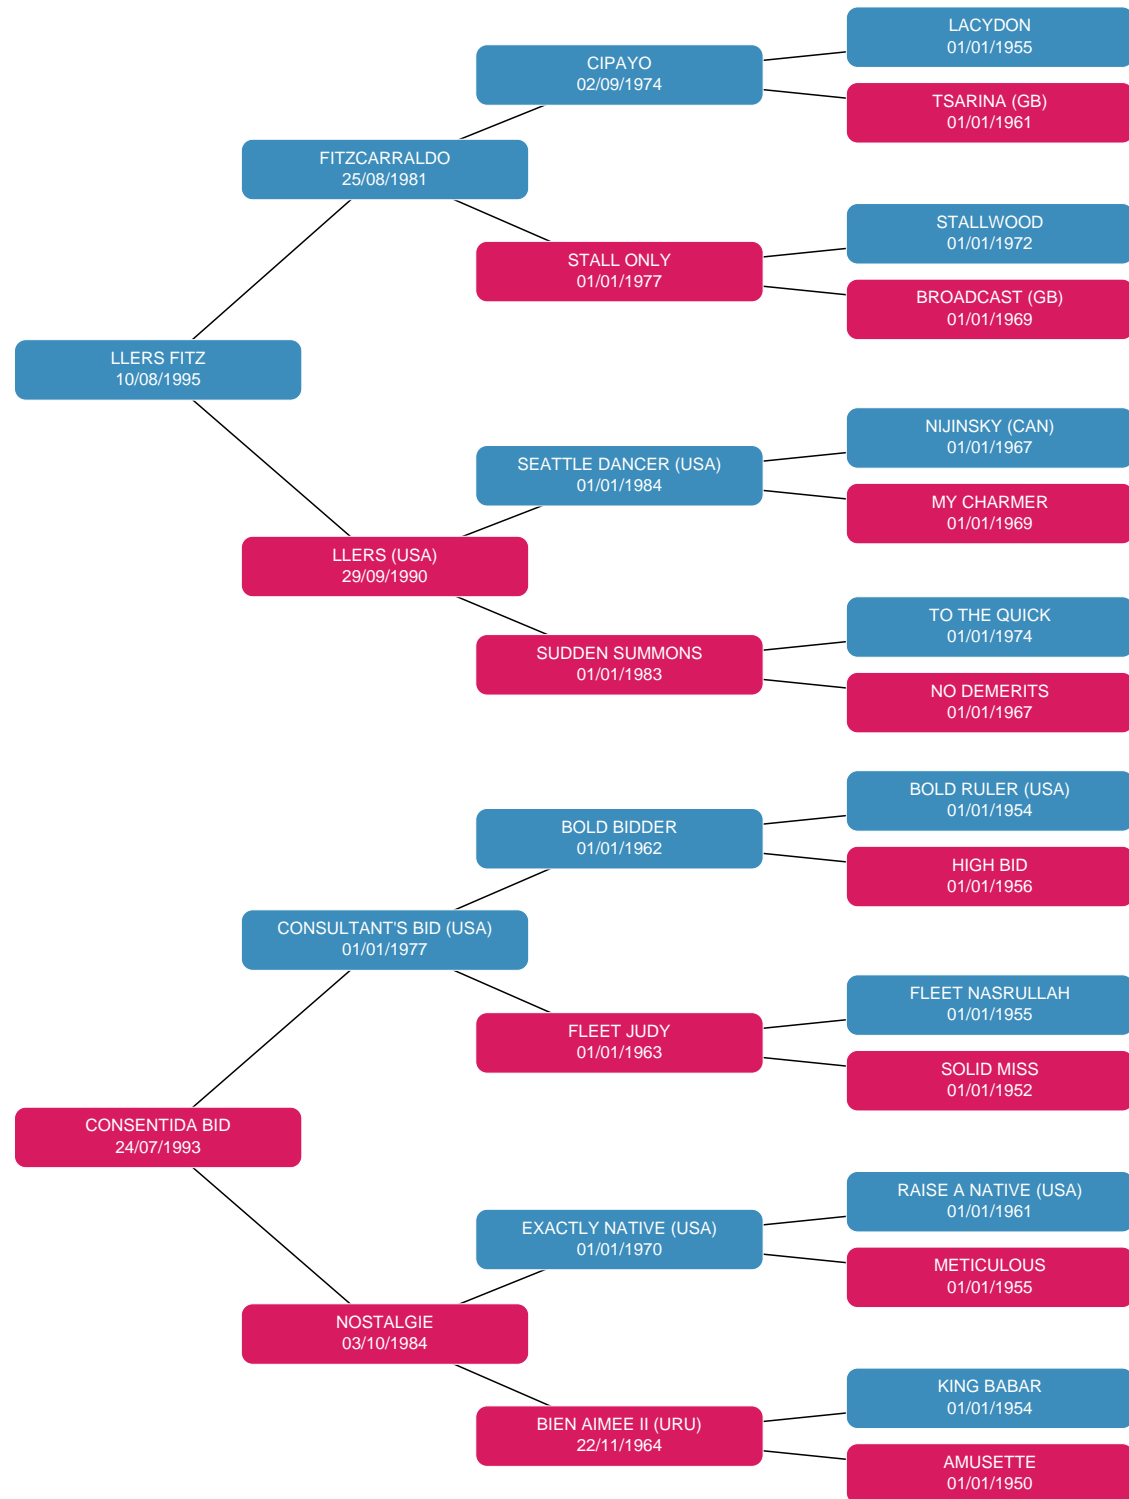 LACYDON
01/01/1955
CIPAYO
02/09/1974
TSARINA (GB)
01/01/1961
FITZCARRALDO
25/08/1981
STALLWOOD
01/01/1972
STALL ONLY
01/01/1977
BROADCAST (GB)
01/01/1969
LLERS FITZ
10/08/1995
NIJINSKY (CAN)
01/01/1967
SEATTLE DANCER (USA)
01/01/1984
MY CHARMER
01/01/1969
LLERS (USA)
29/09/1990
TO THE QUICK
01/01/1974
SUDDEN SUMMONS
01/01/1983
NO DEMERITS
01/01/1967
BOLD RULER (USA)
01/01/1954
BOLD BIDDER
01/01/1962
HIGH BID
01/01/1956
CONSULTANT'S BID (USA)
01/01/1977
FLEET NASRULLAH
01/01/1955
FLEET JUDY
01/01/1963
SOLID MISS
01/01/1952
CONSENTIDA BID
24/07/1993
RAISE A NATIVE (USA)
01/01/1961
EXACTLY NATIVE (USA)
01/01/1970
METICULOUS
01/01/1955
NOSTALGIE
03/10/1984
KING BABAR
01/01/1954
BIEN AIMEE II (URU)
22/11/1964
AMUSETTE
01/01/1950